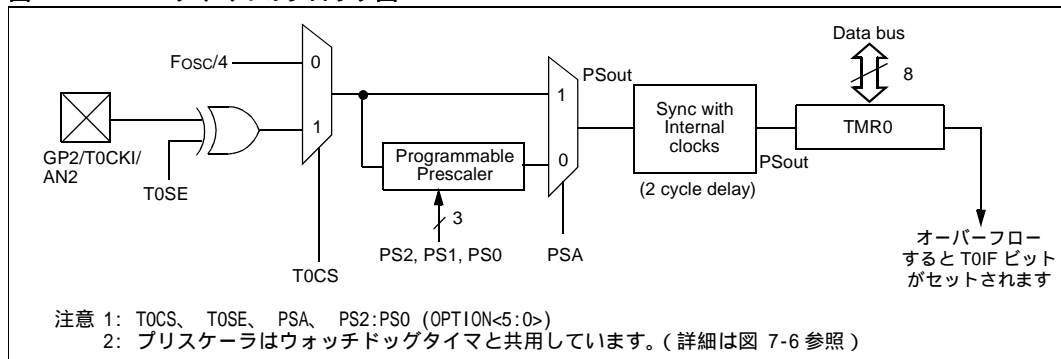 Data bus
8
FOSC/4
0
1
PSout
1
0
Sync with
Internal
clocks
(2 cycle delay)
PSout
TMR0
GP2/T0CKI/
AN2
T0SE
Programmable
Prescaler
3
PS2, PS1, PS0
PSA
T0CS
オーバーフロー
すると T0IF ビット
がセットされます
注意 1: T0CS、 T0SE、 PSA、 PS2:PS0 (OPTION<5:0>)
2: プリスケーラはウォッチドッグタイマと共用しています。( 詳細は図 7-6 参照 )